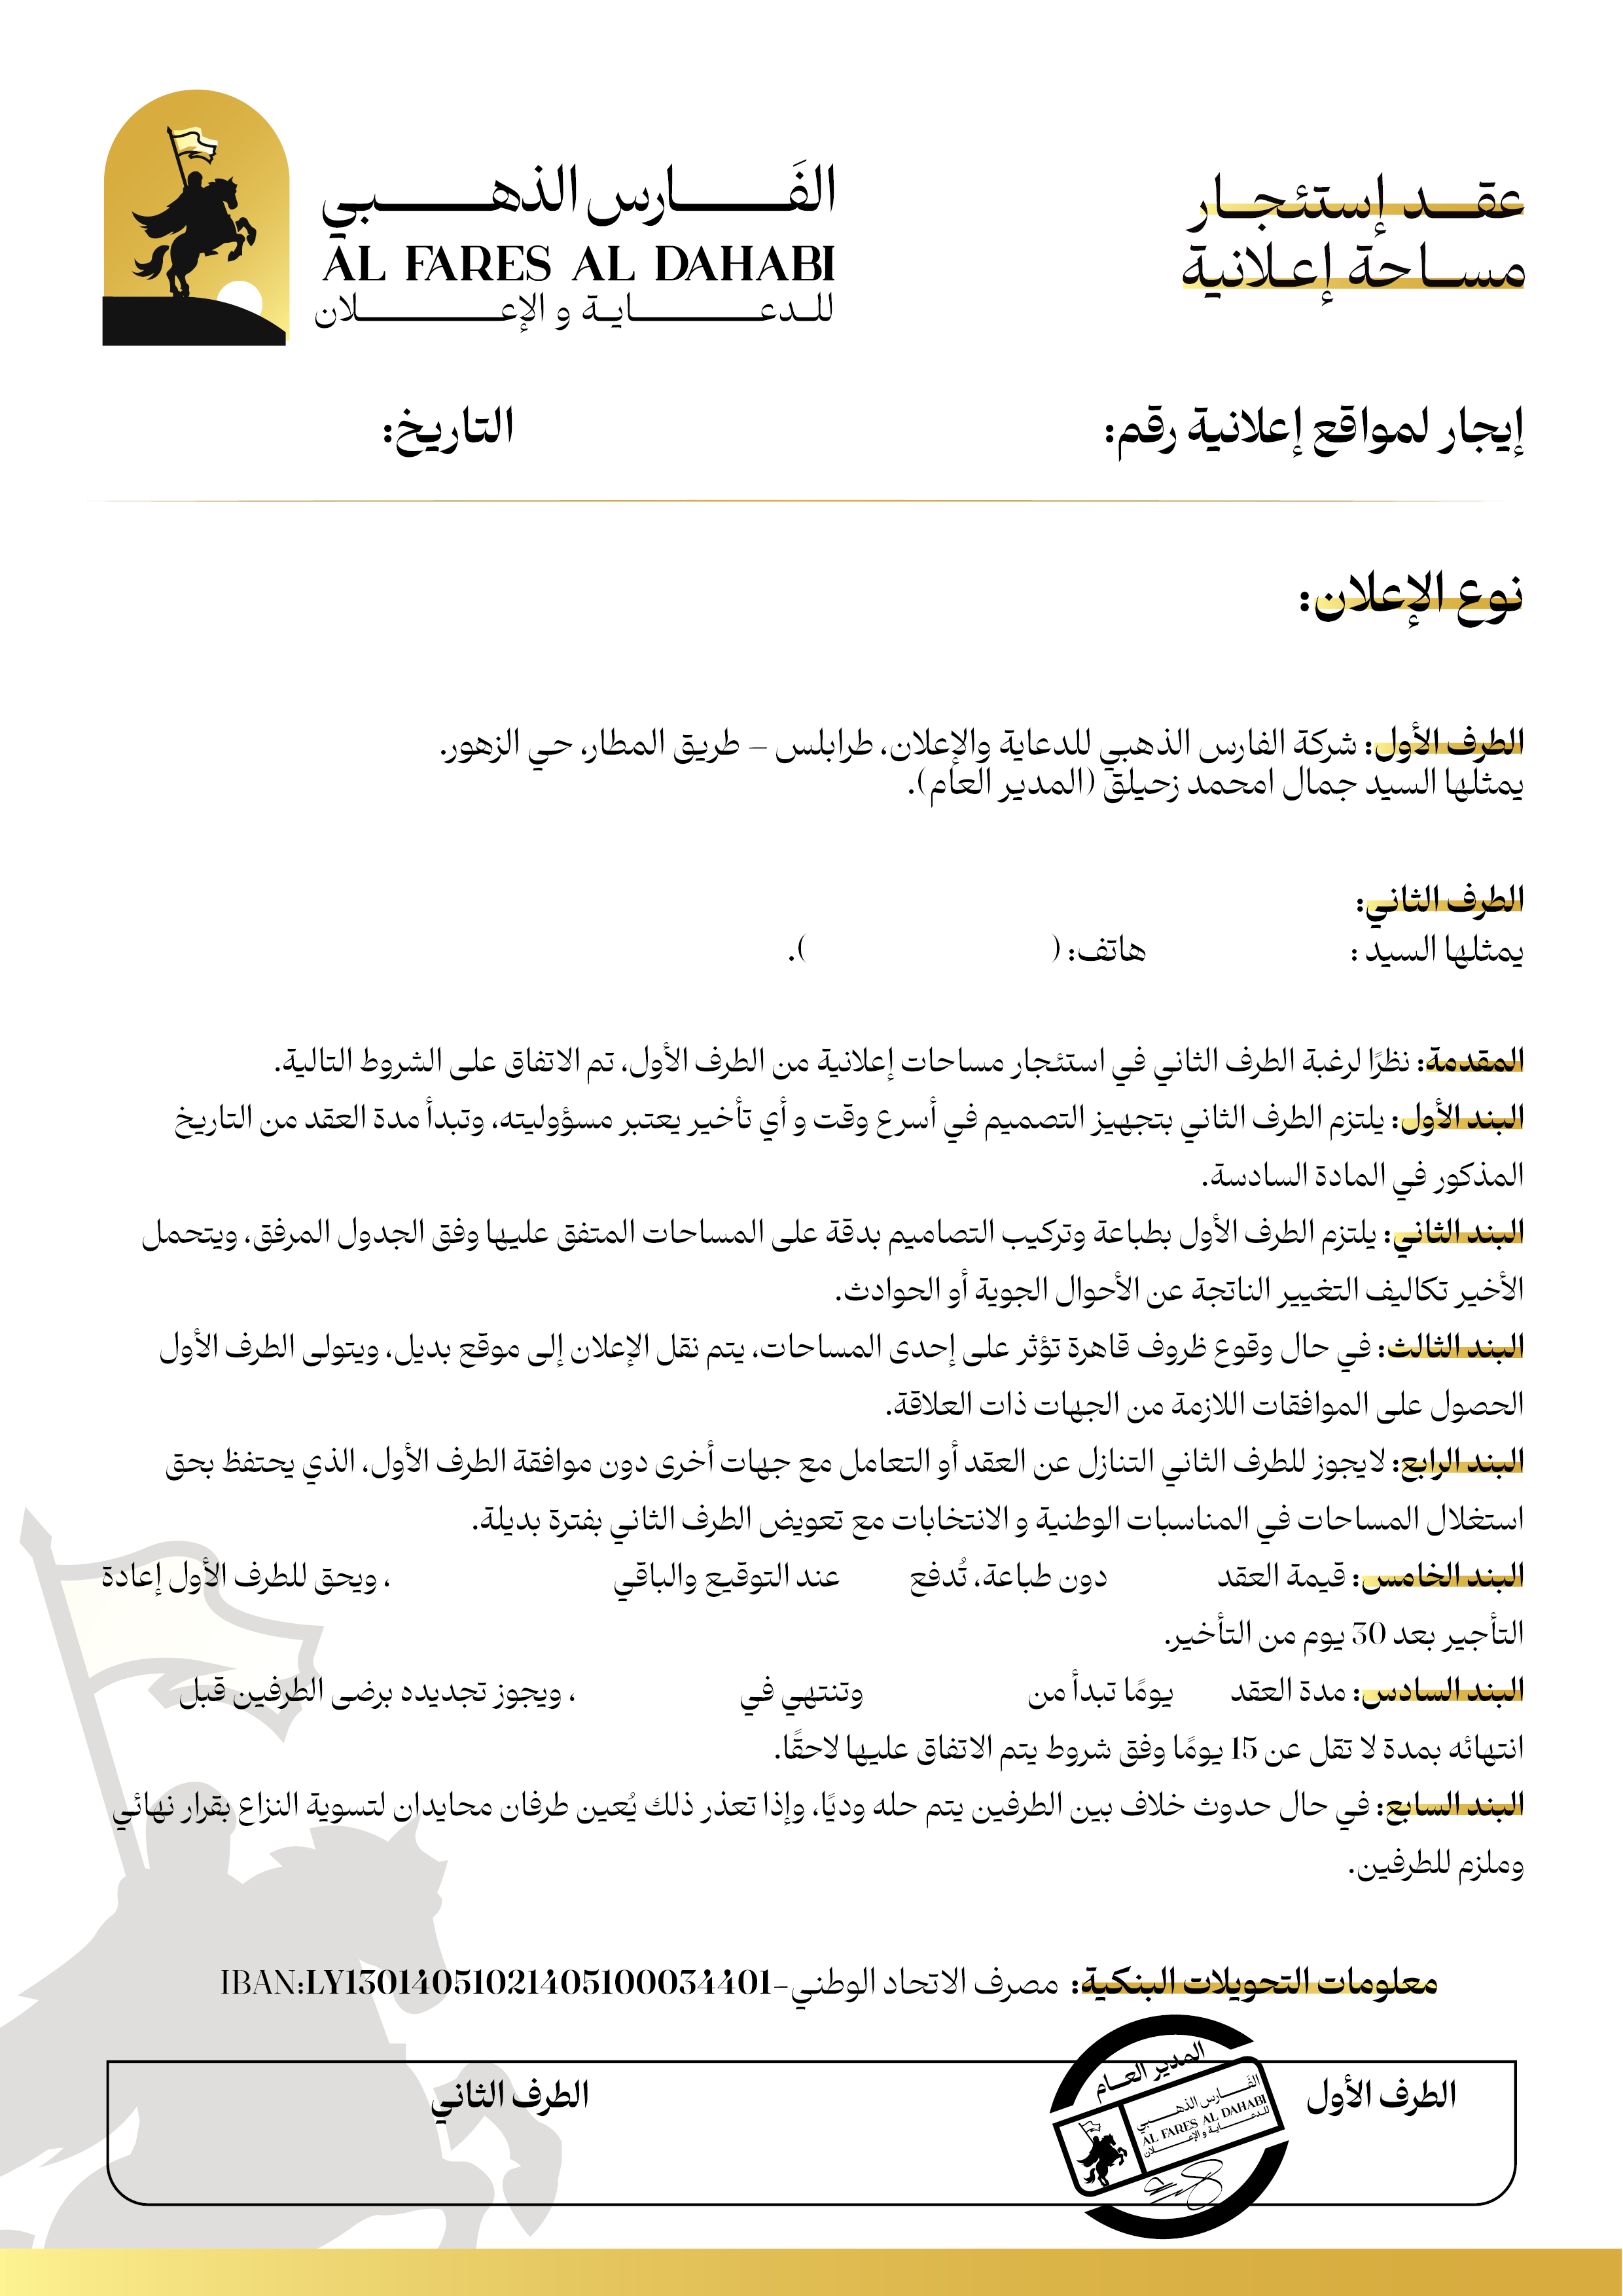 عقد إستئجار
مساحة إعلانية
الفَارس الذهبي
AL FARES AL DAHABI
للدعاية و الإعلان
إيجار لمواقع إعلانية رقم:
التاريخ:
نوع الإعلان:
الطرف الأول: شركة الفارس الذهبي للدعاية والإعلان، طرابلس – طريق المطار، حي الزهور.
يمثلها السيد جمال امحمد زحيلق (المدير العام).
الطرف الثاني:
يمثلها السيد : هاتف: ( ).
المقدمة: نظرًا لرغبة الطرف الثاني في استئجار مساحات إعلانية من الطرف الأول، تم الاتفاق على الشروط التالية.
البند الأول: يلتزم الطرف الثاني بتجهيز التصميم في أسرع وقت و أي تأخير يعتبر مسؤوليته، وتبدأ مدة العقد من التاريخ
المذكور في المادة السادسة.
البند الثاني: يلتزم الطرف الأول بطباعة وتركيب التصاميم بدقة على المساحات المتفق عليها وفق الجدول المرفق، ويتحمل
الأخير تكاليف التغيير الناتجة عن الأحوال الجوية أو الحوادث.
البند الثالث: في حال وقوع ظروف قاهرة تؤثر على إحدى المساحات، يتم نقل الإعلان إلى موقع بديل، ويتولى الطرف الأول
الحصول على الموافقات اللازمة من الجهات ذات العلاقة.
البند الرابع: لايجوز للطرف الثاني التنازل عن العقد أو التعامل مع جهات أخرى دون موافقة الطرف الأول، الذي يحتفظ بحق
استغلال المساحات في المناسبات الوطنية و الانتخابات مع تعويض الطرف الثاني بفترة بديلة.
البند الخامس: قيمة العقد دون طباعة، تُدفع عند التوقيع والباقي ، ويحق للطرف الأول إعادة
التأجير بعد 30 يوم من التأخير.
البند السادس: مدة العقد يومًا تبدأ من وتنتهي في ، ويجوز تجديده برضى الطرفين قبل
انتهائه بمدة لا تقل عن 15 يومًا وفق شروط يتم الاتفاق عليها لاحقًا.
البند السابع: في حال حدوث خلاف بين الطرفين يتم حله وديًا، وإذا تعذر ذلك يُعين طرفان محايدان لتسوية النزاع بقرار نهائي
وملزم للطرفين.
معلومات التحويلات البنكية: مصرف الاتحاد الوطني-IBAN:LY13014051021405100034401
الطرف الأول
الطرف الثاني
المدير العام
الفَارس الذهبي
AL FARES AL DAHABI
للدعاية و الإعلان